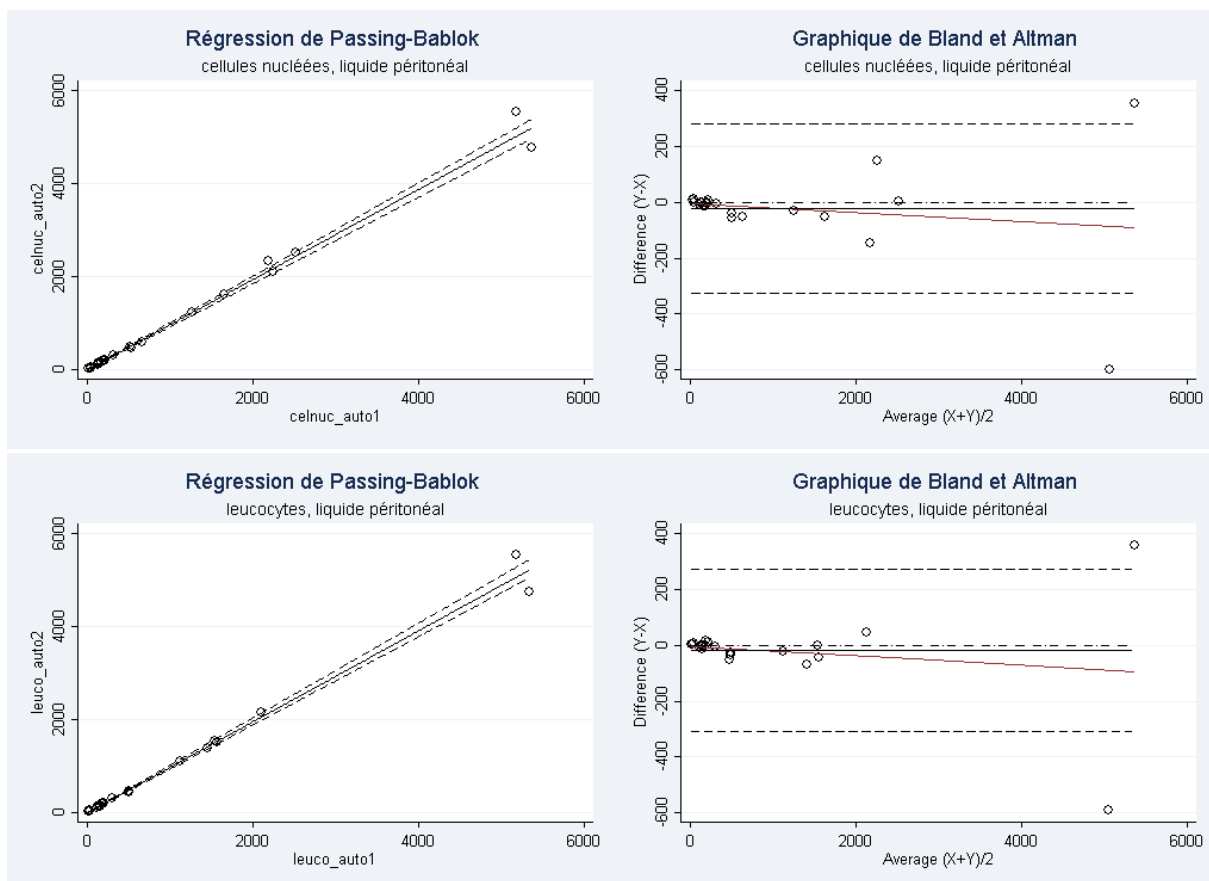 Régression de Passing-Bablok
cellules nucléées, liquide péritonéal
celnuc_auto2
6000
4000
2000
0
0 2000 4000 6000
celnuc_auto1
Graphique de Bland et Altman
cellules nucléées, liquide péritonéal
Difference (Y-X)
400
200
0
-200
-400
-600
0 2000 4000 6000
Average (X+Y)/2
Régression de Passing-Bablok
leucocytes, liquide péritonéal
leuco_auto2
6000
4000
2000
0
0 2000 4000 6000
leuco_auto1
Graphique de Bland et Altman
leucocytes, liquide péritonéal
Difference (Y-X)
400
200
0
-200
-400
-600
0 2000 4000 6000
Average (X+Y)/2